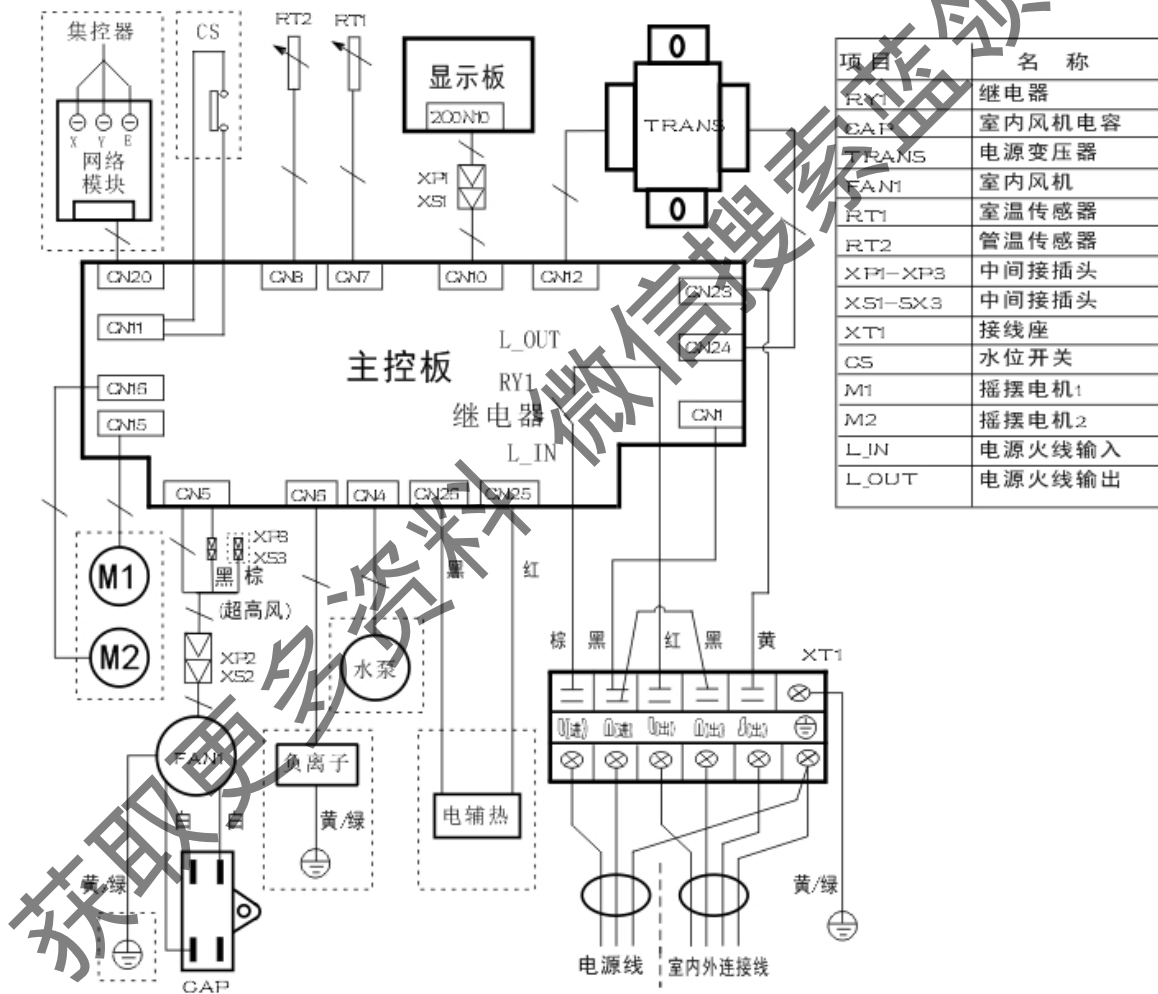 集控器
CS
RT2
RT1
显示板
200M10
XP1
XS1
TRANS
0
0
X Y E
网络
模块
CN20
CN8
CN7
CN10
CN12
CN23
CN24
CN11
CN16
CN15
CN1
主控板
L_OUT
RY1
继电器
L_IN
CN5
CN6
CN4
CN26
CN25
XP3
XS3
黑 棕
(超高风)
XP2
XS2
M1
M2
FAN1
白 白
黄/绿
CAP
负离子
黄/绿
水泵
黑
红
电辅热
棕 黑 红 黑 黄
XT1
黄/绿
电源线
室内外连接线
项目 名 称
RY1 继电器
CAP 室内风机电容
TRANS 电源变压器
FAN1 室内风机
RT1 室温传感器
RT2 管温传感器
XP1-XP3 中间接插头
XS1-SX3 中间接插头
XT1 接线座
CS 水位开关
M1 摇摆电机1
M2 摇摆电机2
L_IN 电源火线输入
L_OUT 电源火线输出
获取更多资料 微信搜索蓝领